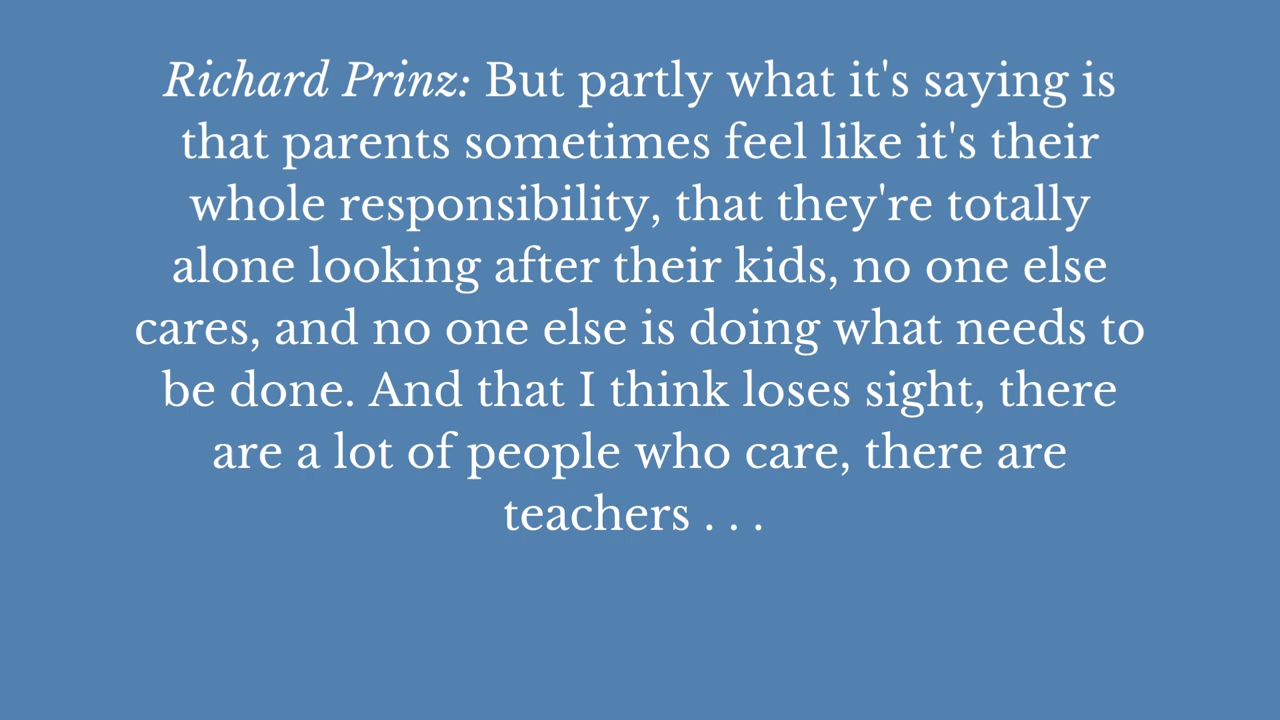 Richard Prinz: But partly what it's saying is
that parents sometimes feel like it's their
whole responsibility, that they're totally
alone looking after their kids, no one else
cares, and no one else is doing what needs to
be done. And that I think loses sight, there
are a lot of people who care, there are
teachers . . .